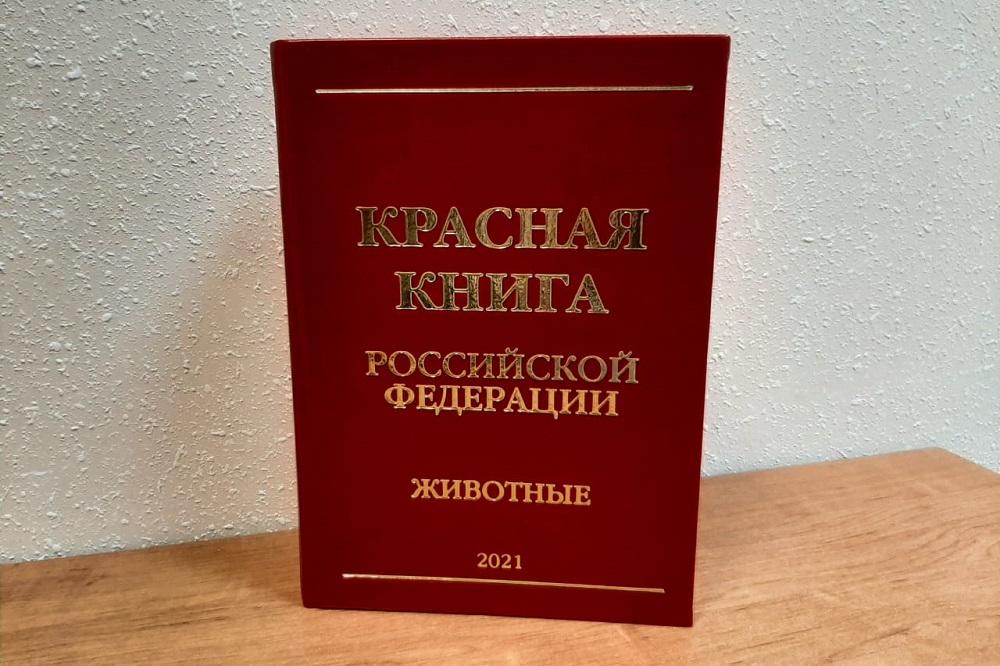 КРАСНАЯ
КНИГА
РОССИЙСКОЙ
ФЕДЕРАЦИИ
ЖИВОТНЫЕ
2021